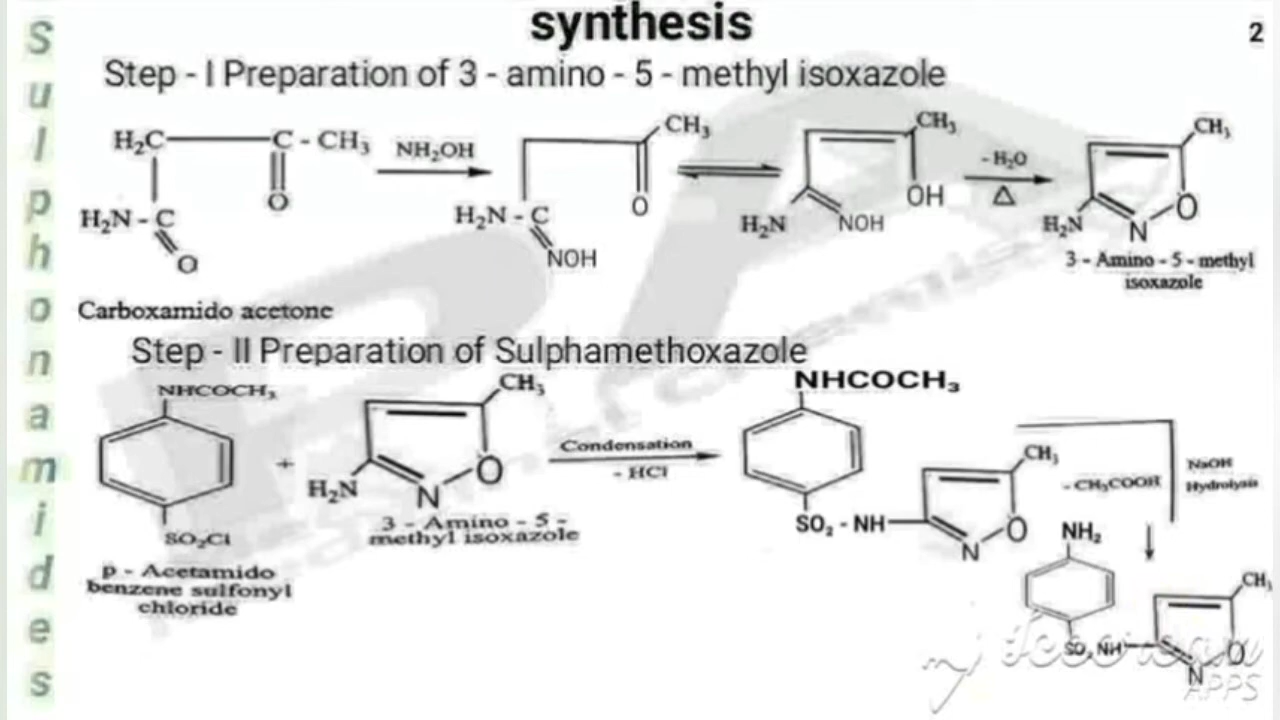 synthesis
2
Sulphonamides
Step - I Preparation of 3 - amino - 5 - methyl isoxazole
H₂C
C - CH₃
O
H₂N - C
O
NH₂OH
CH₃
O
H₂N - C
NOH
CH₃
OH
H₂N
NOH
- H₂O
△
CH₃
O
H₂N
N
3 - Amino - 5 - methyl
isoxazole
Carboxamido acetone
Step - II Preparation of Sulphamethoxazole
NHCOCH₃
SO₂Cl
p - Acetamido
benzene sulfonyl
chloride
+
CH₃
O
H₂N
N
3 - Amino - 5 -
methyl isoxazole
Condensation
- HCl
NHCOCH₃
SO₂ - NH
CH₃
O
N
- CH₃COOH
NaOH
Hydrolysis
NH₂
SO₂ NH
CH₃
O
N
APPS